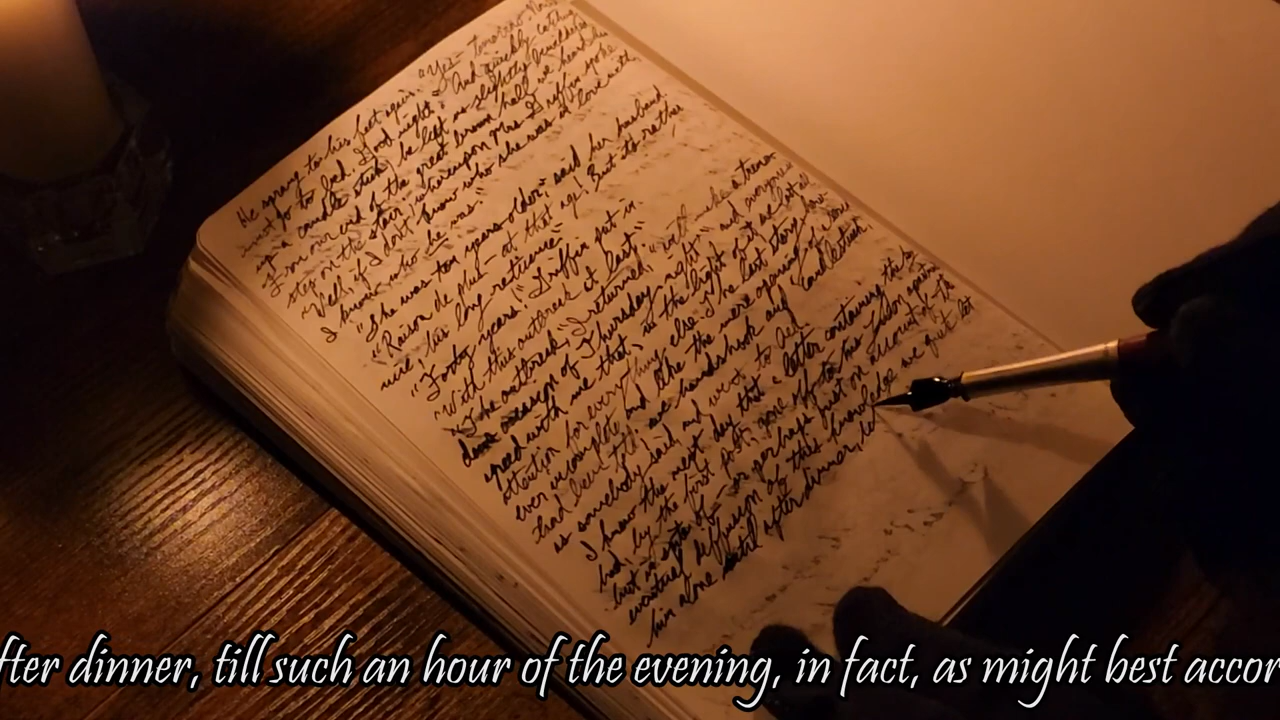 "Yes— tomorrow.
He sprang to his feet again. And quickly catching
must go to bed. Good night." slightly bewildered
up a candlestick, he left us
From our end of the great brown hall we heard his
step on the stair; whereupon Mrs Griffin spoke
"Well, if I don't know who she was in love with
I know who he was."
"She was ten years older", said her husband.
"Raison de plus— at that age! But it's rather
nice, his long reticence"
"Forty years!" Griffin put in.
"With this outbreak at last."
"The outbreak," I returned, "will make a tremen
dous occasion of Thursday night" and everyone
agreed with me that in the light of it we lost all
attention for everything else. The last story, how-
ever incomplete and like the mere opening of a serial
had been told; we handshook and "candlestuck"
as somebody said, and went to bed.
I knew the next day that a letter containing the key
had, by the first post, gone off to his London apartm
but in spite of— or perhaps just on account of— the
eventual diffusion of this knowledge we quite let
him alone until after dinner,
fter dinner, till such an hour of the evening, in fact, as might best accor